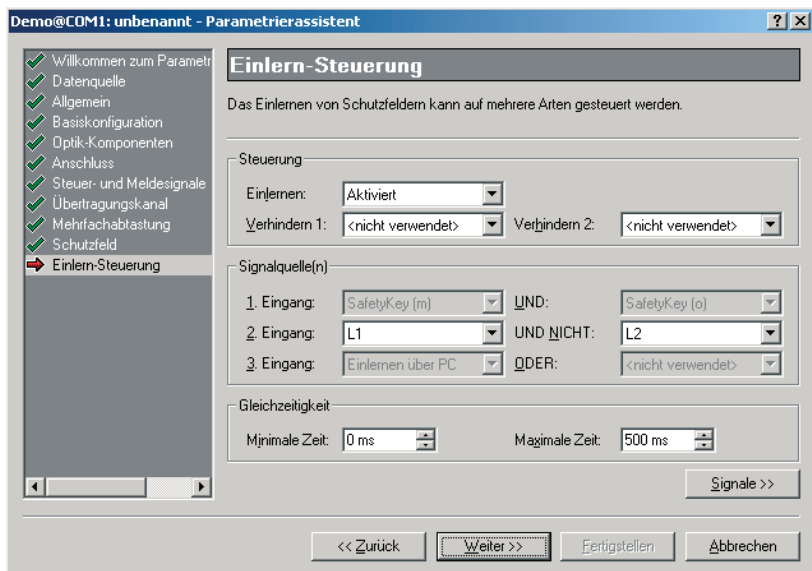 Demo@COM1: unbenannt - Parametrierassistent
Willkommen zum Parametr
Datenquelle
Allgemein
Basiskonfiguration
Optik-Komponenten
Anschluss
Steuer- und Meldesignale
Übertragungskanal
Mehrfachabtastung
Schutzfeld
Einlern-Steuerung
Einlern-Steuerung
Das Einlernen von Schutzfeldern kann auf mehrere Arten gesteuert werden.
Steuerung
Einlernen: Aktiviert
Verhindern 1: <nicht verwendet> Verhindern 2: <nicht verwendet>
Signalquelle(n)
1. Eingang: SafetyKey (m) UND: SafetyKey (o)
2. Eingang: L1 UND NICHT: L2
3. Eingang: Einlernen über PC ODER: <nicht verwendet>
Gleichzeitigkeit
Minimale Zeit: 0 ms Maximale Zeit: 500 ms
Signale >>
<< Zurück Weiter >> Fertigstellen Abbrechen